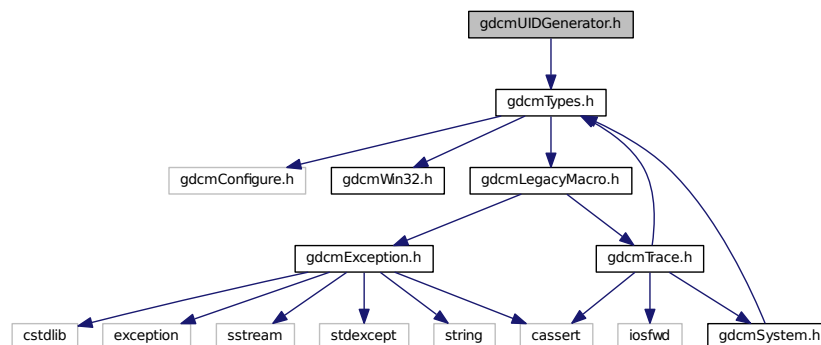 gdcmUIDGenerator.h
gdcmTypes.h
gdcmConfigure.h
gdcmWin32.h
gdcmLegacyMacro.h
gdcmException.h
gdcmTrace.h
cstdlib
exception
sstream
stdexcept
string
cassert
iosfwd
gdcmSystem.h